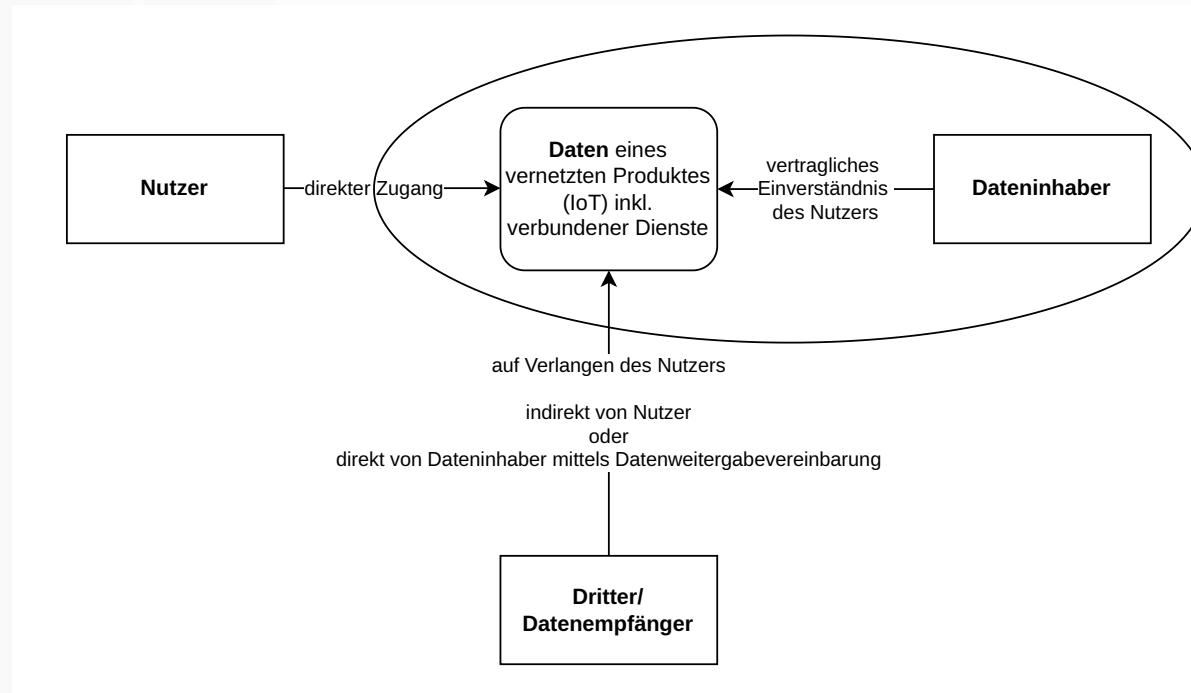 Nutzer
direkter Zugang
Daten eines
vernetzten Produktes
(IoT) inkl.
verbundener Dienste
vertragliches
Einverständnis
des Nutzers
Dateninhaber
auf Verlangen des Nutzers
indirekt von Nutzer
oder
direkt von Dateninhaber mittels Datenweitergabevereinbarung
Dritter/
Datenempfänger